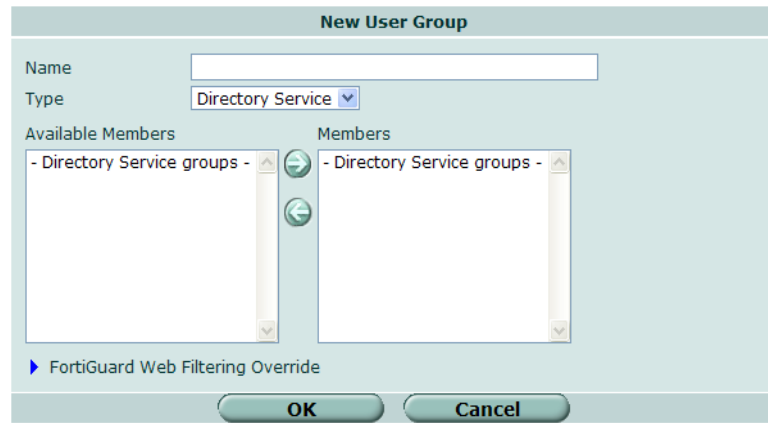 New User Group
Name
Type Directory Service
Available Members Members
- Directory Service groups - - Directory Service groups -
FortiGuard Web Filtering Override
OK Cancel